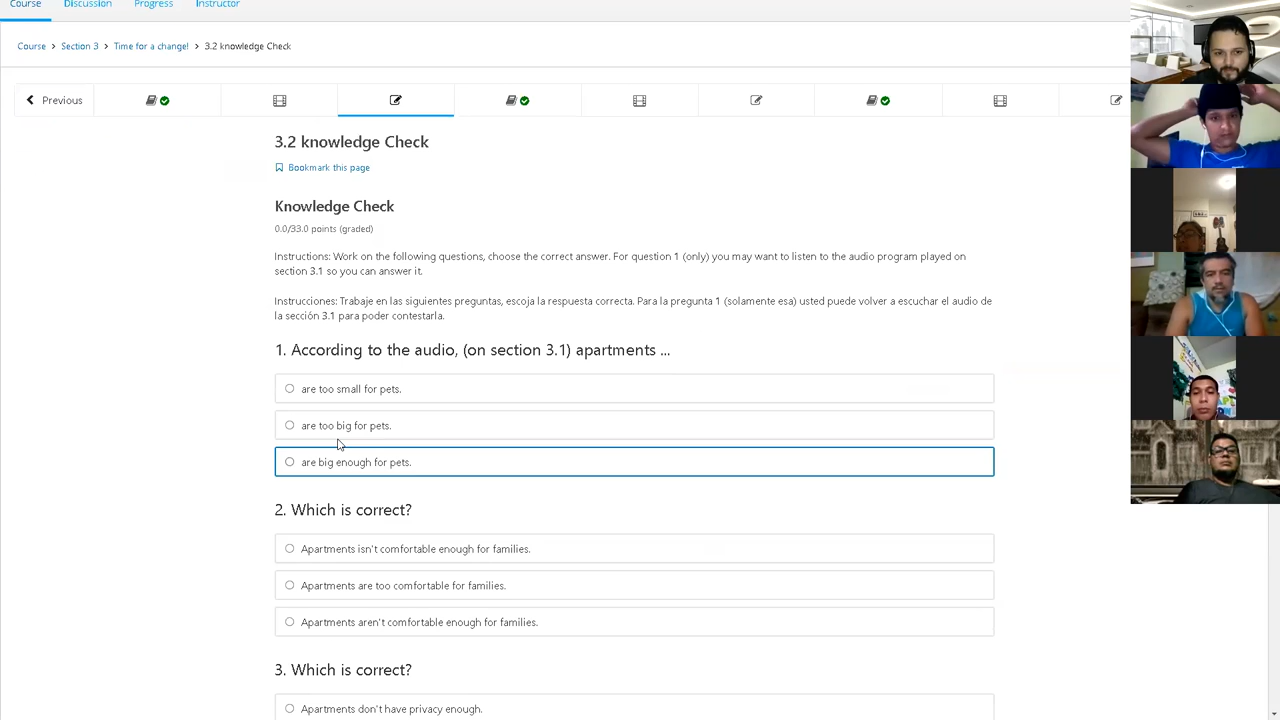 Course Discussion Progress Instructor
Course > Section 3 > Time for a change! > 3.2 knowledge Check
Previous
3.2 knowledge Check
Bookmark this page
Knowledge Check
0.0/33.0 points (graded)
Instructions: Work on the following questions, choose the correct answer. For question 1 (only) you may want to listen to the audio program played on
section 3.1 so you can answer it.
Instrucciones: Trabaje en las siguientes preguntas, escoja la respuesta correcta. Para la pregunta 1 (solamente esa) usted puede volver a escuchar el audio de
la sección 3.1 para poder contestarla.
1. According to the audio, (on section 3.1) apartments ...
are too small for pets.
are too big for pets.
are big enough for pets.
2. Which is correct?
Apartments isn't comfortable enough for families.
Apartments are too comfortable for families.
Apartments aren't comfortable enough for families.
3. Which is correct?
Apartments don't have privacy enough.